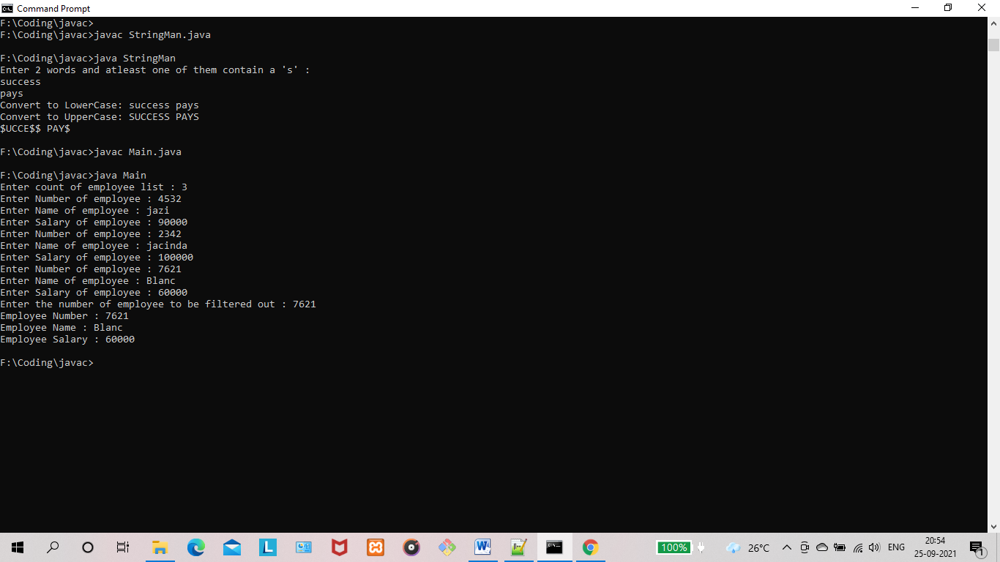 Command Prompt
F:\Coding\javac>
F:\Coding\javac>javac StringMan.java
F:\Coding\javac>java StringMan
Enter 2 words and atleast one of them contain a 's' :
success
pays
Convert to LowerCase: success pays
Convert to UpperCase: SUCCESS PAYS
$UCCE$$ PAY$
F:\Coding\javac>javac Main.java
F:\Coding\javac>java Main
Enter count of employee list : 3
Enter Number of employee : 4532
Enter Name of employee : jazi
Enter Salary of employee : 90000
Enter Number of employee : 2342
Enter Name of employee : jacinda
Enter Salary of employee : 100000
Enter Number of employee : 7621
Enter Name of employee : Blanc
Enter Salary of employee : 60000
Enter the number of employee to be filtered out : 7621
Employee Number : 7621
Employee Name : Blanc
Employee Salary : 60000
F:\Coding\javac>
100%
26°C
ENG
20:54
25-09-2021
1